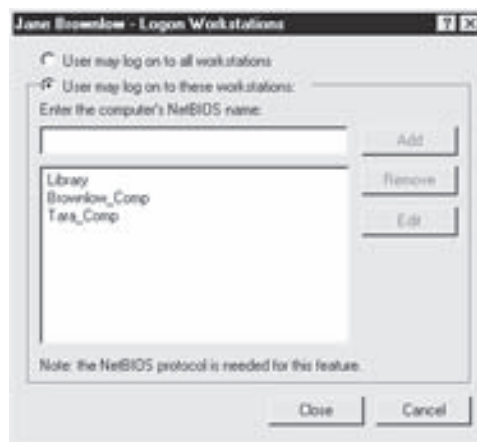 Jane Brownlow - Logon Workstations
User may log on to all workstations
User may log on to these workstations:
Enter the computer's NetBIOS name:
Add
Library
Brownlow_Comp
Tara_Comp
Remove
Edit
Note: the NetBIOS protocol is needed for this feature.
Close
Cancel